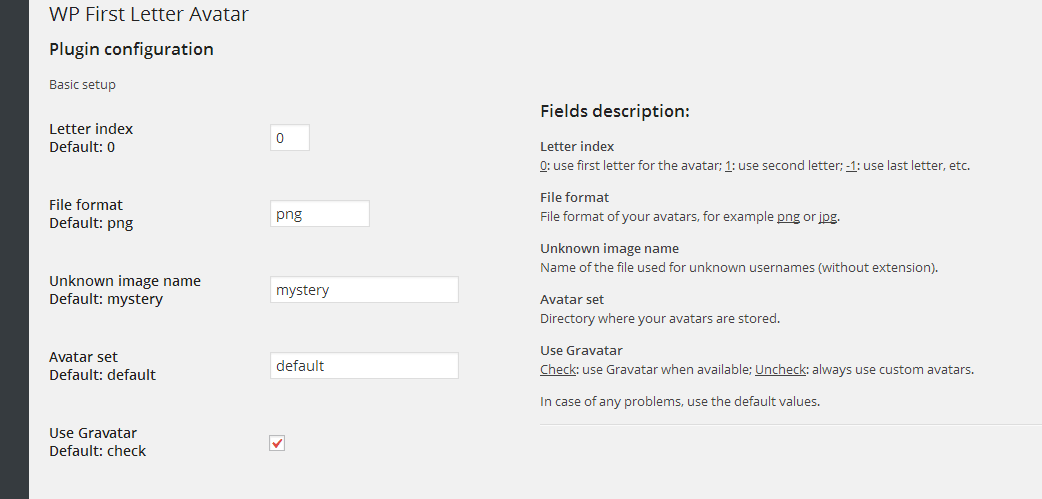 WP First Letter Avatar
Plugin configuration
Basic setup
Letter index
Default: 0
0
File format
Default: png
png
Unknown image name
Default: mystery
mystery
Avatar set
Default: default
default
Use Gravatar
Default: check
Fields description:
Letter index
0: use first letter for the avatar; 1: use second letter; -1: use last letter, etc.
File format
File format of your avatars, for example png or jpg.
Unknown image name
Name of the file used for unknown usernames (without extension).
Avatar set
Directory where your avatars are stored.
Use Gravatar
Check: use Gravatar when available; Uncheck: always use custom avatars.
In case of any problems, use the default values.